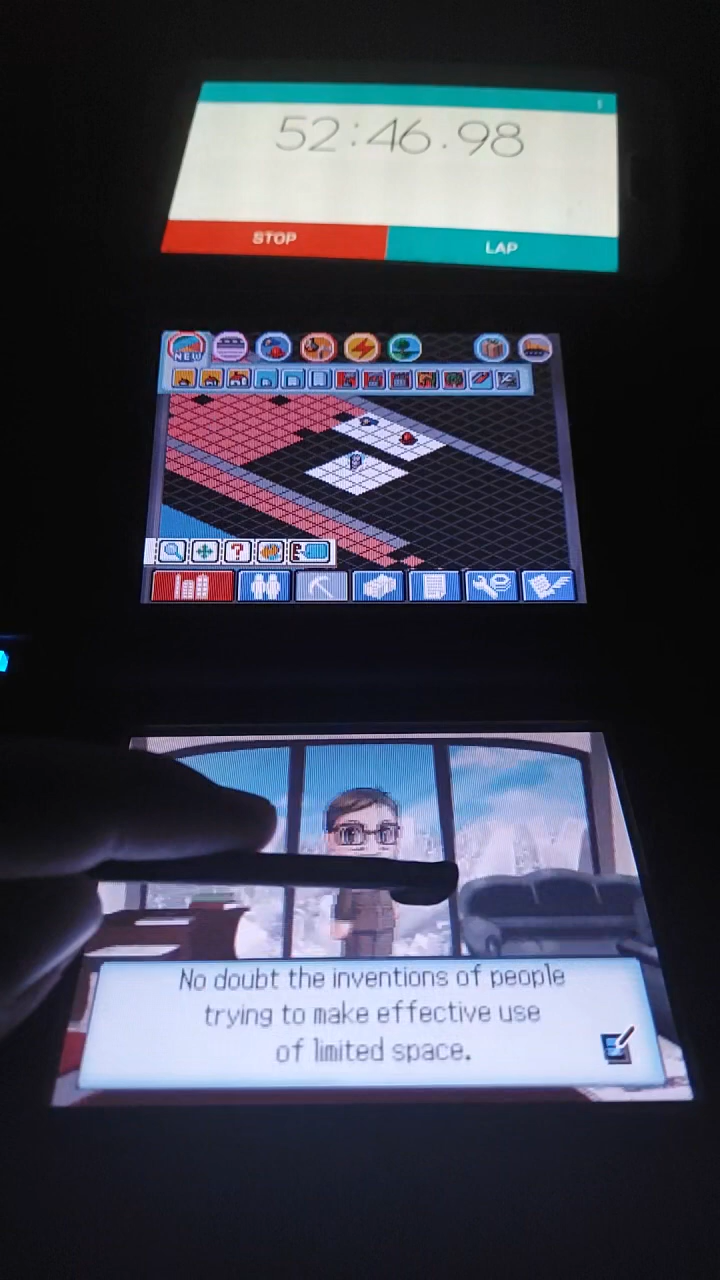 52:46.98
STOP
LAP
NEW
?
No doubt the inventions of people
trying to make effective use
of limited space.